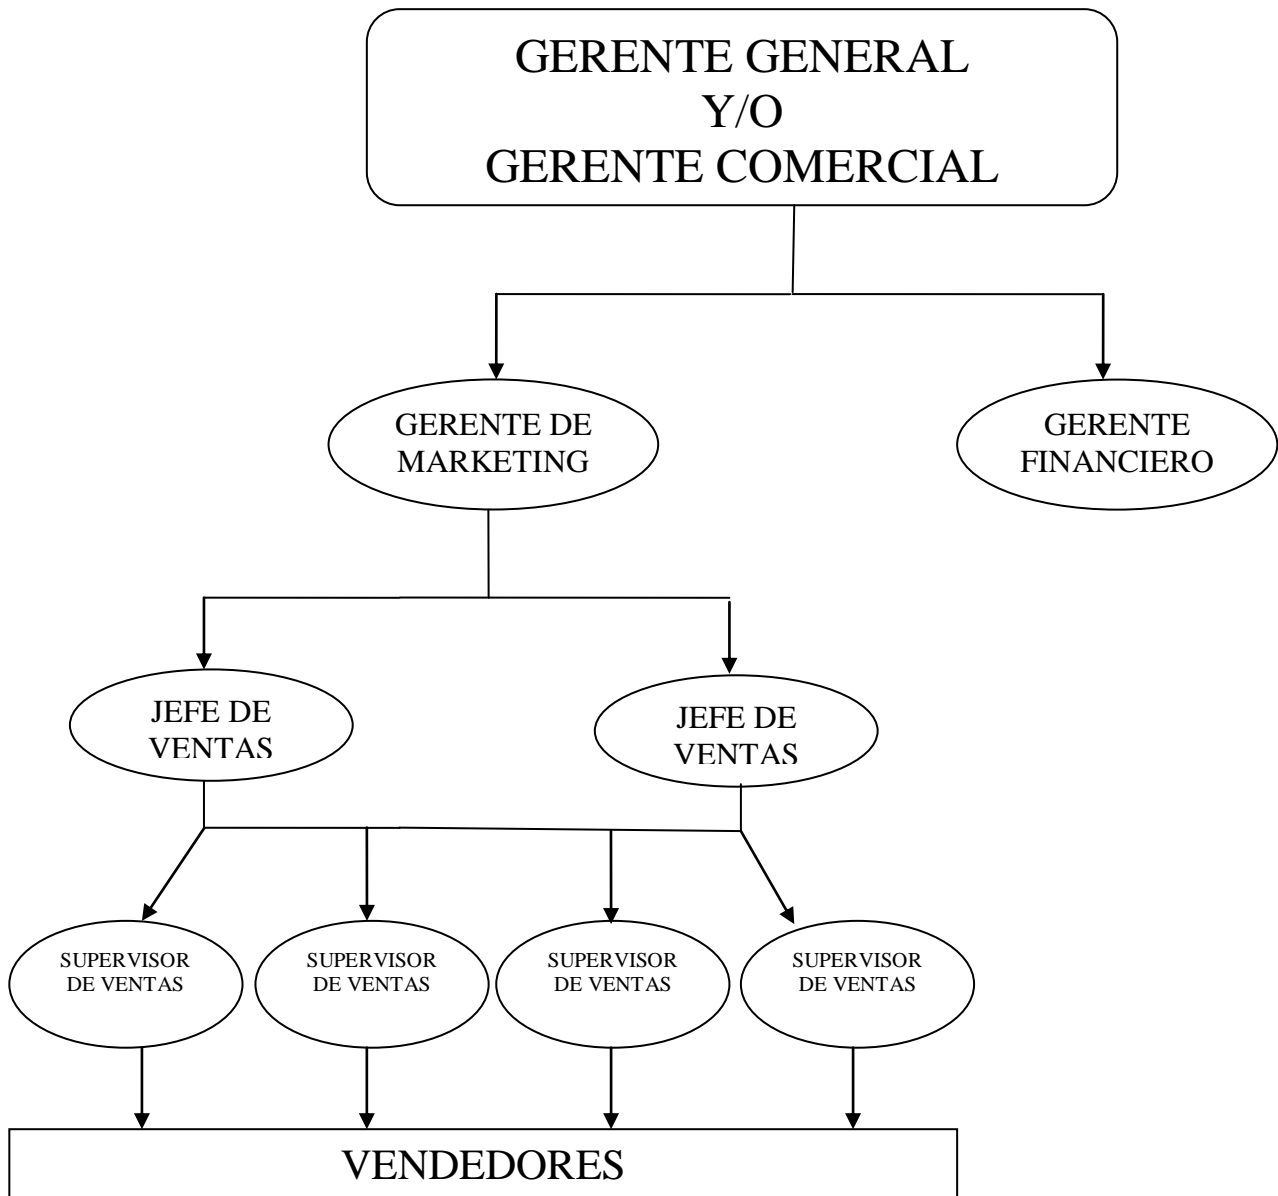 GERENTE GENERAL
Y/O
GERENTE COMERCIAL
GERENTE DE
MARKETING
GERENTE
FINANCIERO
JEFE DE
VENTAS
JEFE DE
VENTAS
SUPERVISOR
DE VENTAS
SUPERVISOR
DE VENTAS
SUPERVISOR
DE VENTAS
SUPERVISOR
DE VENTAS
VENDEDORES